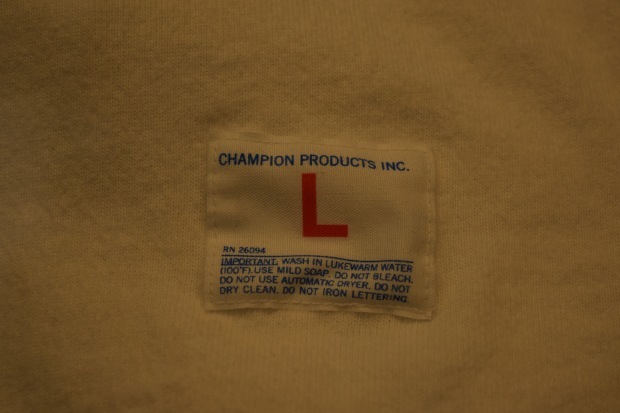 CHAMPION PRODUCTS INC.
L
RN 26094
IMPORTANT: WASH IN LUKEWARM WATER
(100°F). USE MILD SOAP. DO NOT BLEACH.
DO NOT USE AUTOMATIC DRYER. DO NOT
DRY CLEAN. DO NOT IRON LETTERING.